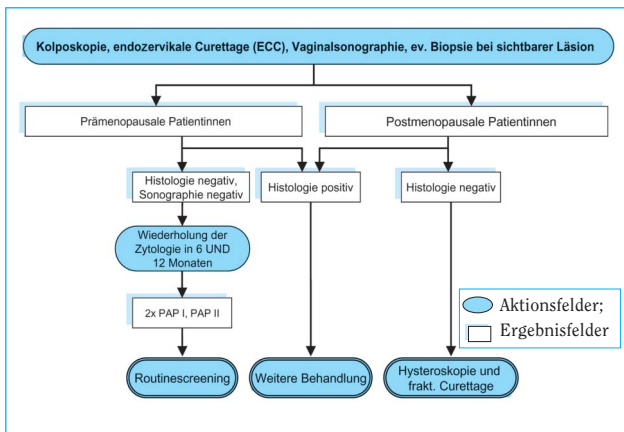 Kolposkopie, endozervikale Curettage (ECC), Vaginalsonographie, ev. Biopsie bei sichtbarer Läsion
Prämenopausale Patientinnen
Postmenopausale Patientinnen
Histologie negativ,
Sonographie negativ
Histologie positiv
Histologie negativ
Wiederholung der
Zytologie in 6 UND
12 Monaten
2x PAP I, PAP II
Aktionsfelder;
Ergebnisfelder
Routinescreening
Weitere Behandlung
Hysteroskopie und
frakt. Curettage